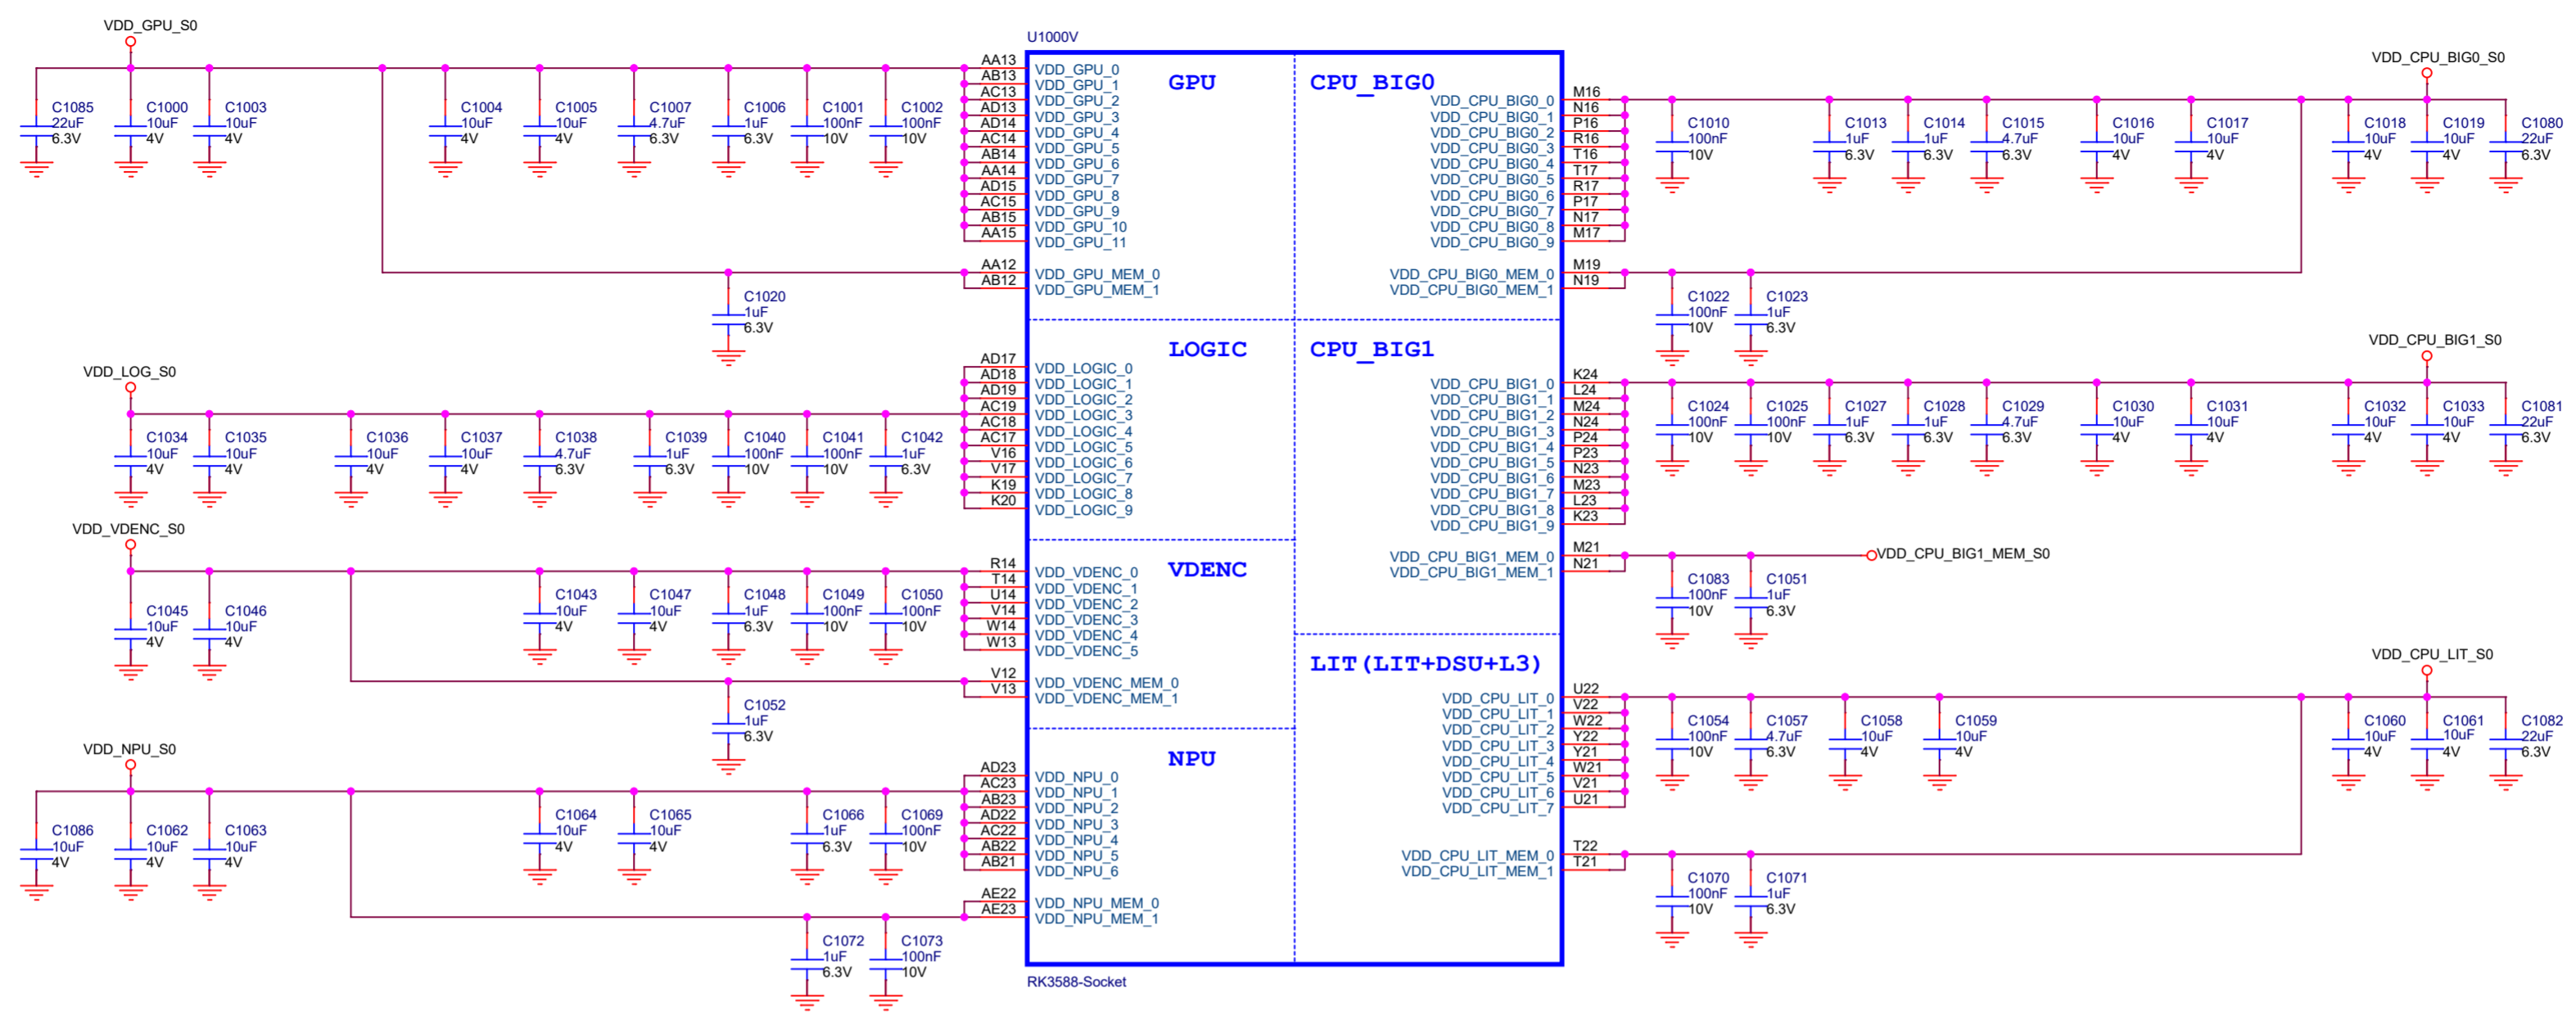 VDD_GPU_S0
C1085
22uF
6.3V
C1000
10uF
4V
C1003
10uF
4V
C1004
10uF
4V
C1005
10uF
4V
C1007
4.7uF
6.3V
C1006
1uF
6.3V
C1001
100nF
10V
C1002
100nF
10V
C1020
1uF
6.3V
VDD_LOG_S0
C1034
10uF
4V
C1035
10uF
4V
C1036
10uF
4V
C1037
10uF
4V
C1038
4.7uF
6.3V
C1039
1uF
6.3V
C1040
100nF
10V
C1041
100nF
10V
C1042
1uF
6.3V
VDD_VDENC_S0
C1045
10uF
4V
C1046
10uF
4V
C1043
10uF
4V
C1047
10uF
4V
C1048
1uF
6.3V
C1049
100nF
10V
C1050
100nF
10V
C1052
1uF
6.3V
VDD_NPU_S0
C1086
10uF
4V
C1062
10uF
4V
C1063
10uF
4V
C1064
10uF
4V
C1065
10uF
4V
C1066
1uF
6.3V
C1069
100nF
10V
C1072
1uF
6.3V
C1073
100nF
10V
U1000V
GPU
AA13 VDD_GPU_0
AB13 VDD_GPU_1
AC13 VDD_GPU_2
AD13 VDD_GPU_3
AD14 VDD_GPU_4
AC14 VDD_GPU_5
AB14 VDD_GPU_6
AA14 VDD_GPU_7
AD15 VDD_GPU_8
AC15 VDD_GPU_9
AB15 VDD_GPU_10
AA15 VDD_GPU_11
AA12 VDD_GPU_MEM_0
AB12 VDD_GPU_MEM_1
LOGIC
AD17 VDD_LOGIC_0
AD18 VDD_LOGIC_1
AD19 VDD_LOGIC_2
AC19 VDD_LOGIC_3
AC18 VDD_LOGIC_4
AC17 VDD_LOGIC_5
V16 VDD_LOGIC_6
V17 VDD_LOGIC_7
K19 VDD_LOGIC_8
K20 VDD_LOGIC_9
VDENC
R14 VDD_VDENC_0
T14 VDD_VDENC_1
U14 VDD_VDENC_2
V14 VDD_VDENC_3
W14 VDD_VDENC_4
W13 VDD_VDENC_5
V12 VDD_VDENC_MEM_0
V13 VDD_VDENC_MEM_1
NPU
AD23 VDD_NPU_0
AC23 VDD_NPU_1
AB23 VDD_NPU_2
AD22 VDD_NPU_3
AC22 VDD_NPU_4
AB22 VDD_NPU_5
AB21 VDD_NPU_6
AE22 VDD_NPU_MEM_0
AE23 VDD_NPU_MEM_1
RK3588-Socket
CPU_BIG0
VDD_CPU_BIG0_0 M16
VDD_CPU_BIG0_1 N16
VDD_CPU_BIG0_2 P16
VDD_CPU_BIG0_3 R16
VDD_CPU_BIG0_4 T16
VDD_CPU_BIG0_5 T17
VDD_CPU_BIG0_6 R17
VDD_CPU_BIG0_7 P17
VDD_CPU_BIG0_8 N17
VDD_CPU_BIG0_9 M17
VDD_CPU_BIG0_MEM_0 M19
VDD_CPU_BIG0_MEM_1 N19
CPU_BIG1
VDD_CPU_BIG1_0 K24
VDD_CPU_BIG1_1 L24
VDD_CPU_BIG1_2 M24
VDD_CPU_BIG1_3 N24
VDD_CPU_BIG1_4 P24
VDD_CPU_BIG1_5 P23
VDD_CPU_BIG1_6 N23
VDD_CPU_BIG1_7 M23
VDD_CPU_BIG1_8 L23
VDD_CPU_BIG1_9 K23
VDD_CPU_BIG1_MEM_0 M21
VDD_CPU_BIG1_MEM_1 N21
LIT(LIT+DSU+L3)
VDD_CPU_LIT_0 U22
VDD_CPU_LIT_1 V22
VDD_CPU_LIT_2 W22
VDD_CPU_LIT_3 Y22
VDD_CPU_LIT_4 Y21
VDD_CPU_LIT_5 W21
VDD_CPU_LIT_6 V21
VDD_CPU_LIT_7 U21
VDD_CPU_LIT_MEM_0 T22
VDD_CPU_LIT_MEM_1 T21
VDD_CPU_BIG0_S0
C1010
100nF
10V
C1013
1uF
6.3V
C1014
1uF
6.3V
C1015
4.7uF
6.3V
C1016
10uF
4V
C1017
10uF
4V
C1018
10uF
4V
C1019
10uF
4V
C1080
22uF
6.3V
C1022
100nF
10V
C1023
1uF
6.3V
VDD_CPU_BIG1_S0
C1024
100nF
10V
C1025
100nF
10V
C1027
1uF
6.3V
C1028
1uF
6.3V
C1029
4.7uF
6.3V
C1030
10uF
4V
C1031
10uF
4V
C1032
10uF
4V
C1033
10uF
4V
C1081
22uF
6.3V
VDD_CPU_BIG1_MEM_S0
C1083
100nF
10V
C1051
1uF
6.3V
VDD_CPU_LIT_S0
C1054
100nF
10V
C1057
4.7uF
6.3V
C1058
10uF
4V
C1059
10uF
4V
C1060
10uF
4V
C1061
10uF
4V
C1082
22uF
6.3V
C1070
100nF
10V
C1071
1uF
6.3V